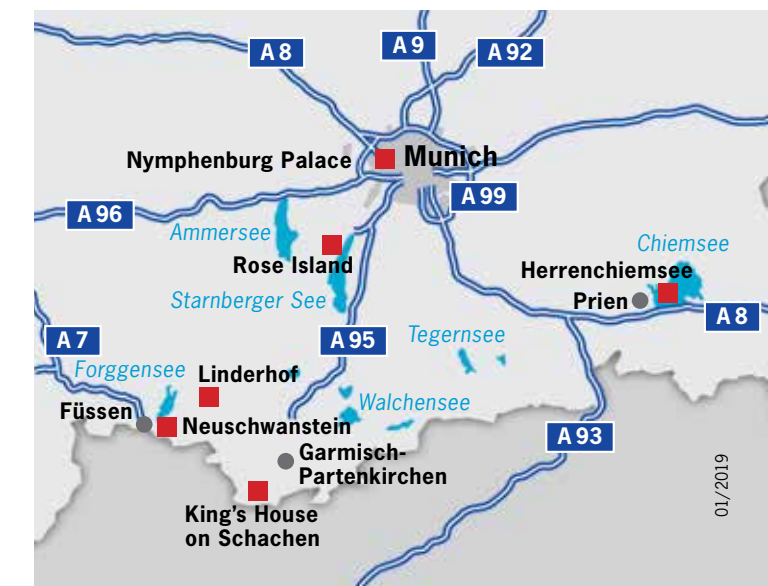 A 8
A 9
A 92
Nymphenburg Palace
Munich
A 99
A 96
Ammersee
Rose Island
Starnberger See
Chiemsee
Herrenchiemsee
Prien
A 8
A 7
A 95
Tegernsee
Forggensee
Linderhof
Walchensee
Füssen
Neuschwanstein
A 93
Garmisch-
Partenkirchen
King's House
on Schachen
01/2019